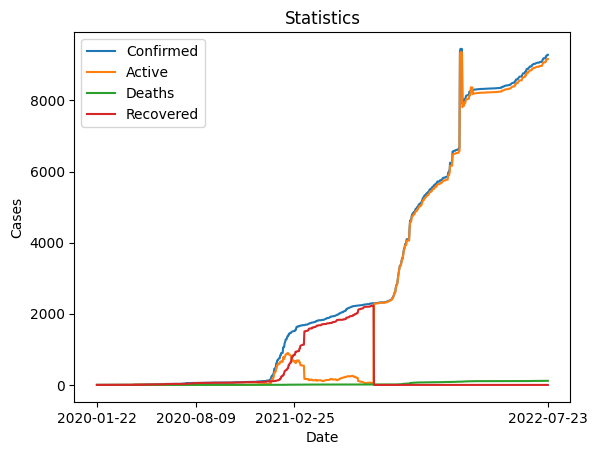 Statistics
Confirmed
Active
Deaths
Recovered
8000
6000
4000
2000
0
Cases
2020-01-22 2020-08-09 2021-02-25 2022-07-23
Date